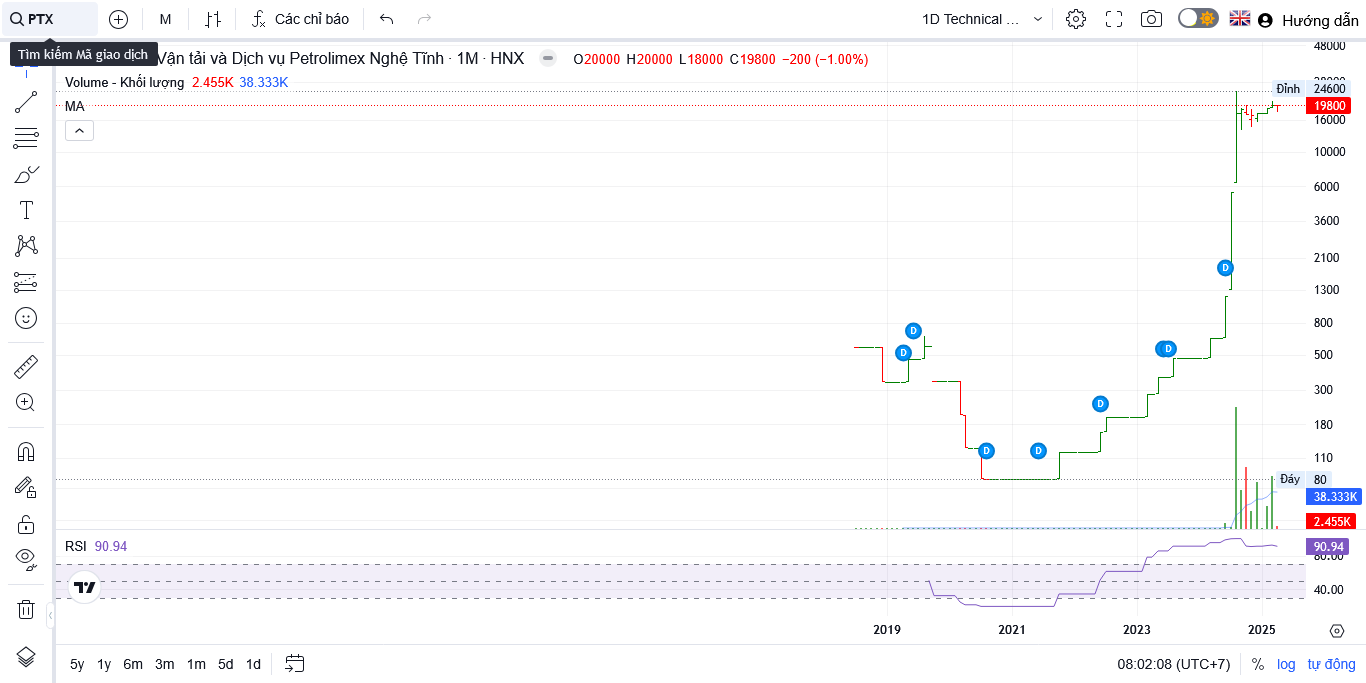 PTX
M
Các chỉ báo
1D Technical ...
Hướng dẫn
Tìm kiếm Mã giao dịch
Vận tải và Dịch vụ Petrolimex Nghệ Tĩnh · 1M · HNX
O20000 H20000 L18000 C19800 −200 (−1.00%)
Volume - Khối lượng 2.455K 38.333K
MA
48000
Đỉnh 24600
19800
16000
10000
6000
3600
2100
1300
800
500
300
180
110
Đáy 80
38.333K
2.455K
D
D
D
D
D
D
D
RSI 90.94
90.94
80.00
40.00
2019
2021
2023
2025
5y 1y 6m 3m 1m 5d 1d
08:02:08 (UTC+7)
% log tự động